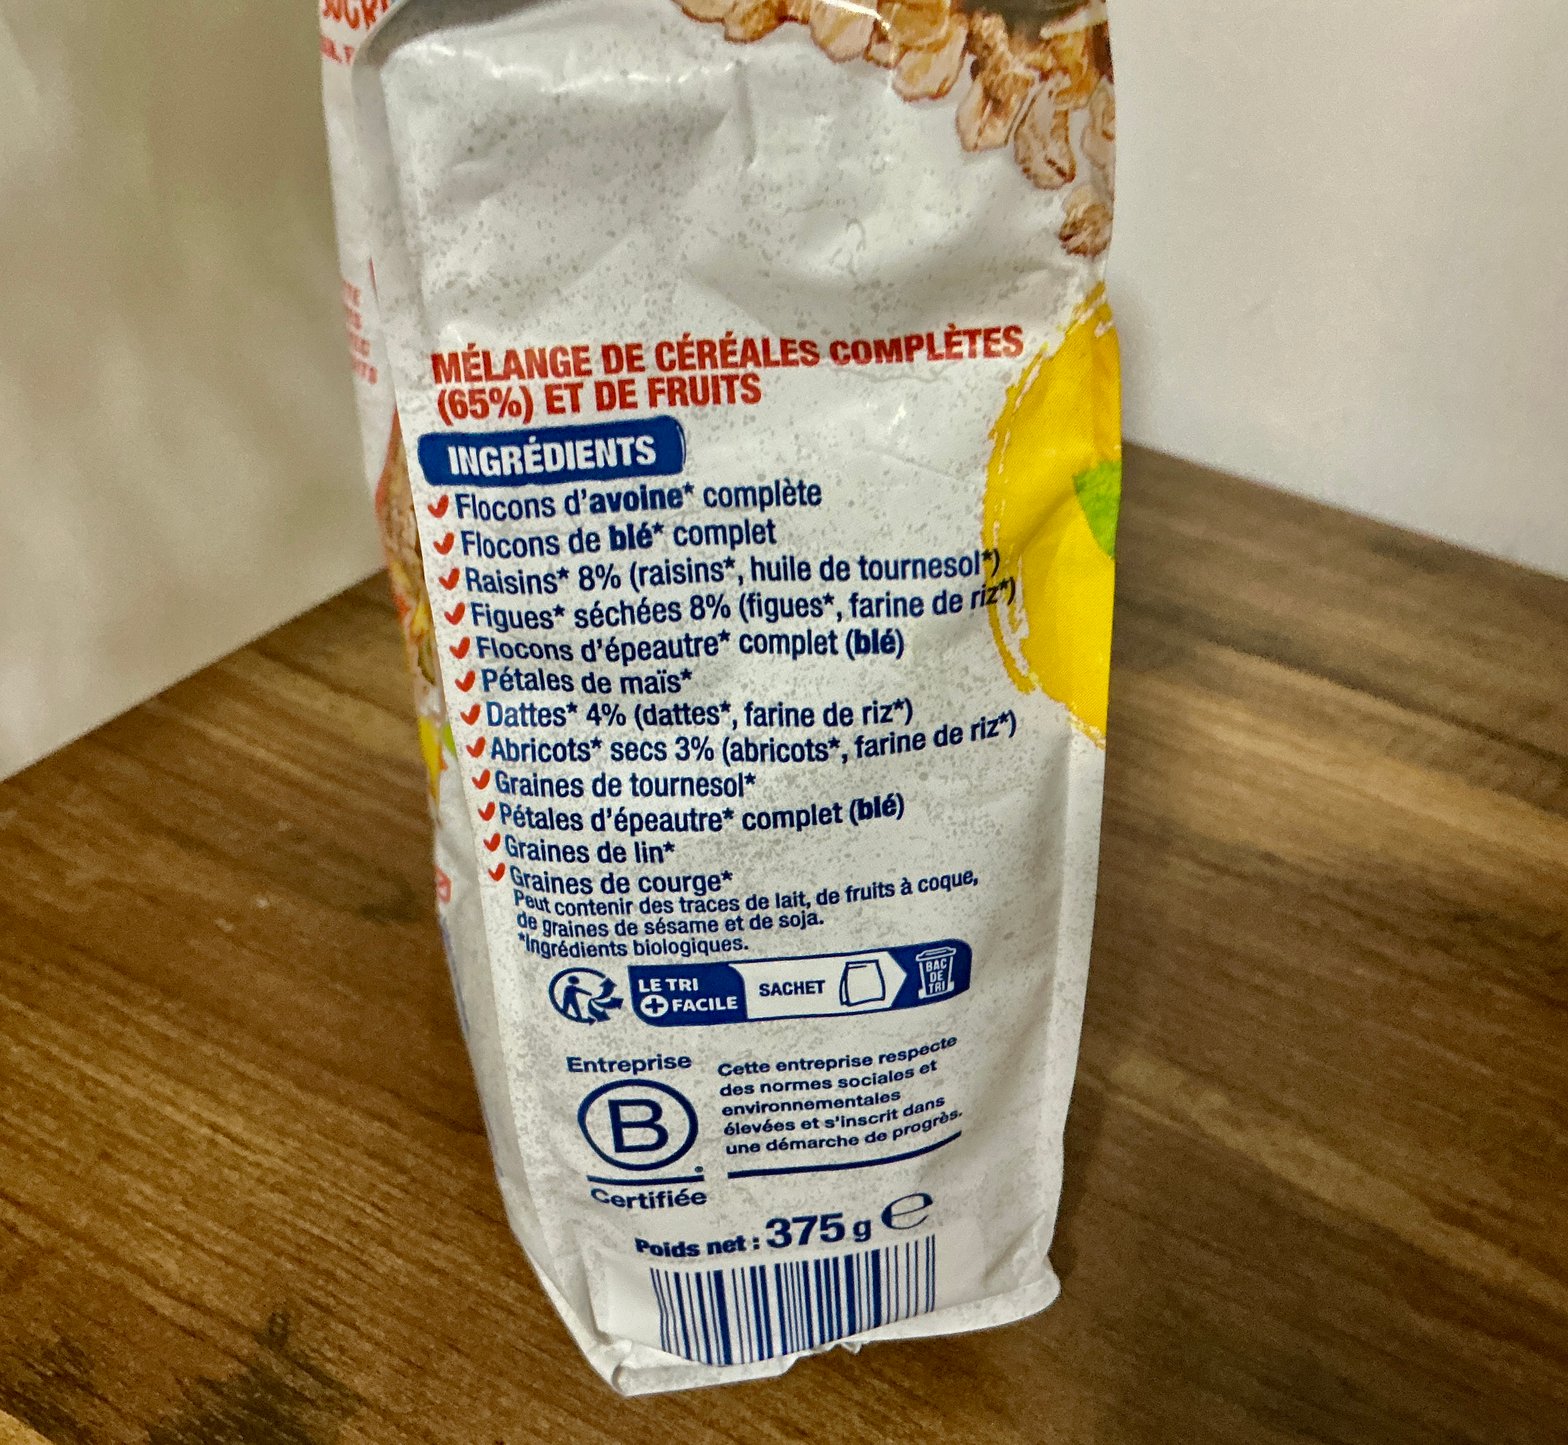 MÉLANGE DE CÉRÉALES COMPLÈTES
(65%) ET DE FRUITS
INGRÉDIENTS
Flocons d'avoine* complète
Flocons de blé* complet
Raisins* 8% (raisins*, huile de tournesol*)
Figues* séchées 8% (figues*, farine de riz*)
Flocons d'épeautre* complet (blé)
Pétales de maïs*
Dattes* 4% (dattes*, farine de riz*)
Abricots* secs 3% (abricots*, farine de riz*)
Graines de tournesol*
Pétales d'épeautre* complet (blé)
Graines de lin*
Graines de courge*
Peut contenir des traces de lait, de fruits à coque,
de graines de sésame et de soja.
*Ingrédients biologiques.
LE TRI
+ FACILE
SACHET
BAC
DE
TRI
Entreprise
B
Certifiée
Cette entreprise respecte
des normes sociales et
environnementales
élevées et s'inscrit dans
une démarche de progrès.
Poids net : 375 g e